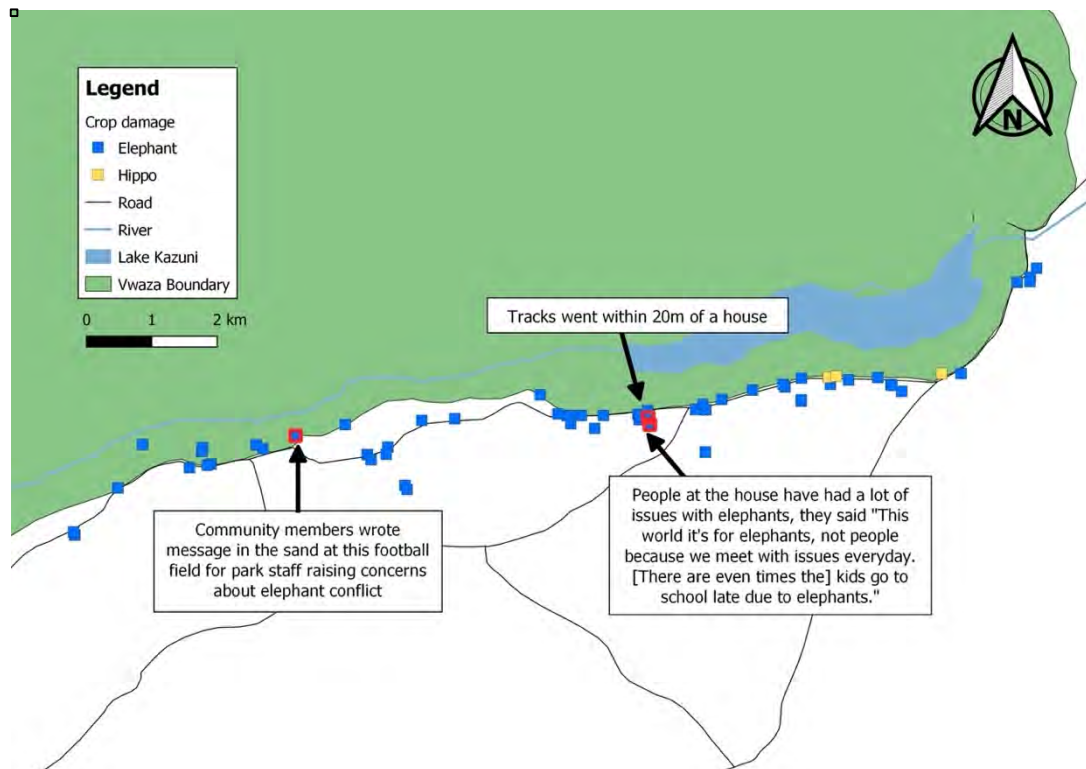 Legend
Crop damage
Elephant
Hippo
Road
River
Lake Kazuni
Vwaza Boundary
0 1 2 km
N
Tracks went within 20m of a house
Community members wrote
message in the sand at this football
field for park staff raising concerns
about elephant conflict
People at the house have had a lot of
issues with elephants, they said "This
world it's for elephants, not people
because we meet with issues everyday.
[There are even times the] kids go to
school late due to elephants."